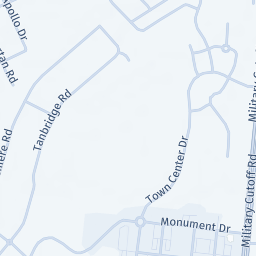 Apollo Dr
Tanbridge Rd
Town Center Dr
Monument Dr
Military Cutoff Rd